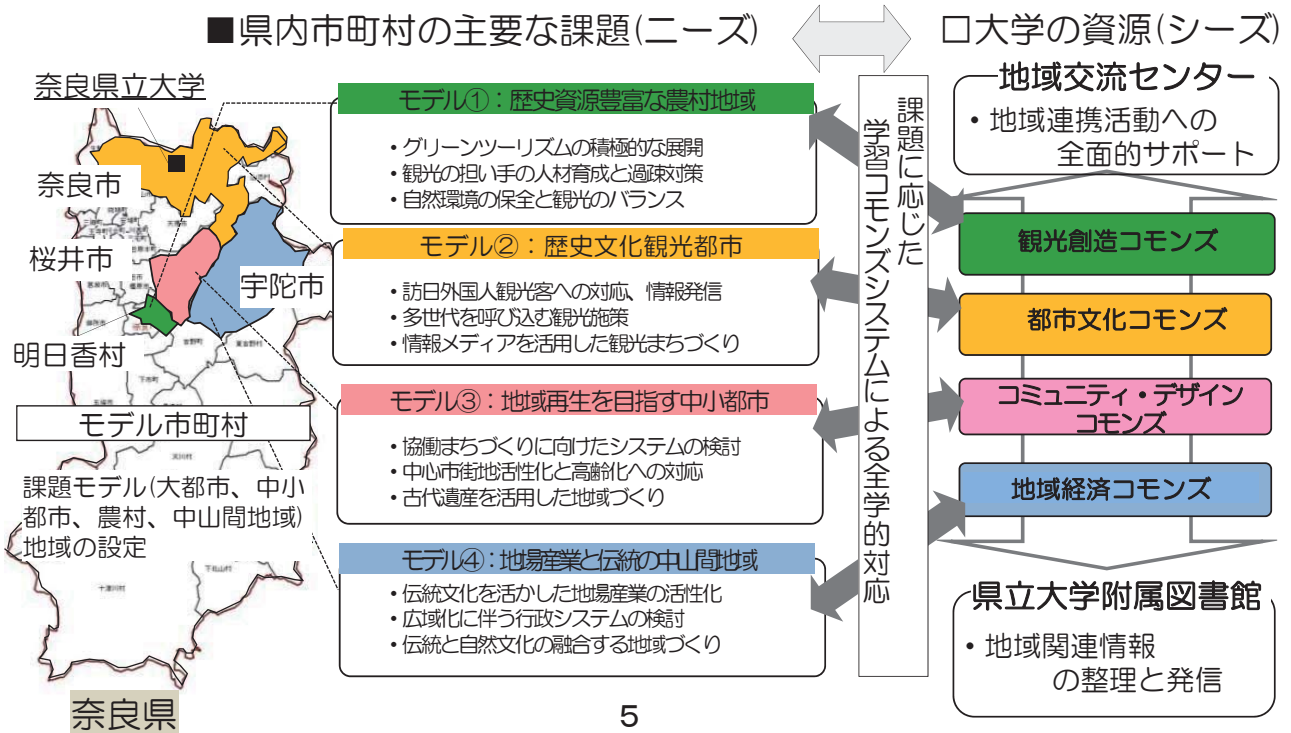 ■県内市町村の主要な課題(ニーズ)
□大学の資源(シーズ)
奈良県立大学
奈良市
桜井市
宇陀市
明日香村
モデル市町村
課題モデル(大都市、中小
都市、農村、中山間地域)
地域の設定
下北山村
十津川村
奈良県
モデル①：歴史資源豊富な農村地域
・グリーンツーリズムの積極的な展開
・観光の担い手の人材育成と過疎対策
・自然環境の保全と観光のバランス
モデル②：歴史文化観光都市
・訪日外国人観光客への対応、情報発信
・多世代を呼び込む観光施策
・情報メディアを活用した観光まちづくり
モデル③：地域再生を目指す中小都市
・協働まちづくりに向けたシステムの検討
・中心市街地活性化と高齢化への対応
・古代遺産を活用した地域づくり
モデル④：地場産業と伝統の中山間地域
・伝統文化を活かした地場産業の活性化
・広域化に伴う行政システムの検討
・伝統と自然文化の融合する地域づくり
課題に応じた
学習コモンズシステムによる全学的対応
地域交流センター
・地域連携活動への
全面的サポート
観光創造コモンズ
都市文化コモンズ
コミュニティ・デザイン
コモンズ
地域経済コモンズ
県立大学附属図書館
・地域関連情報
の整理と発信
5